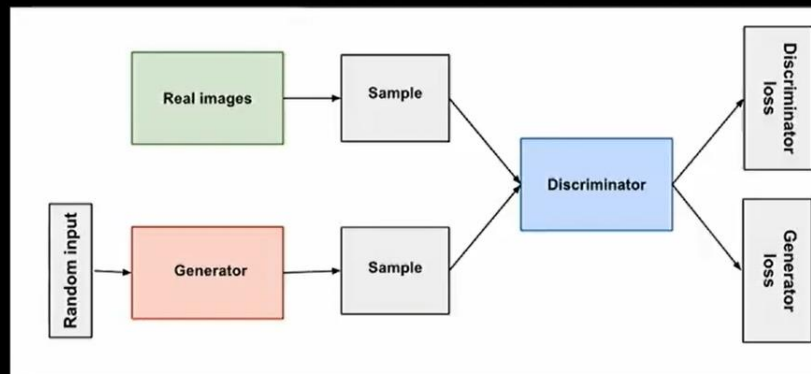 Real images
Sample
Discriminator
loss
Discriminator
Random input
Generator
Sample
Generator
loss